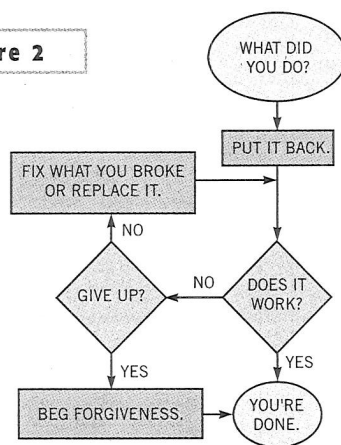 re 2
WHAT DID
YOU DO?
PUT IT BACK.
FIX WHAT YOU BROKE
OR REPLACE IT.
NO
GIVE UP?
NO
DOES IT
WORK?
YES
YES
BEG FORGIVENESS.
YOU'RE
DONE.